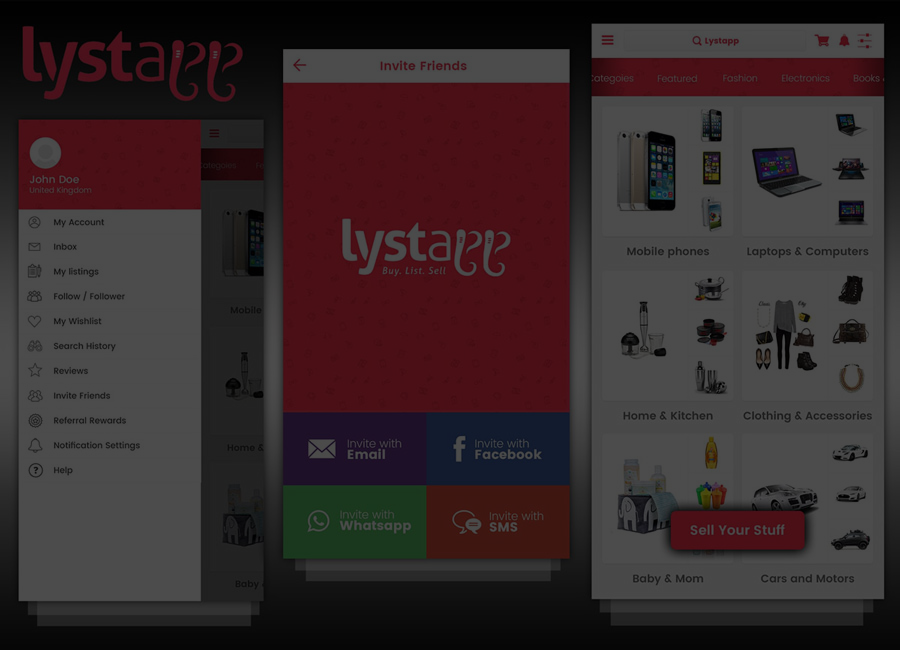 lystapp
John Doe
United Kingdom
My Account
Inbox
My listings
Follow / Follower
My Wishlist
Search History
Reviews
Invite Friends
Referral Rewards
Notification Settings
Help
ategories
Mobile
Home &
Baby
Invite Friends
lystapp
Buy. List. Sell
Invite with
Email
Invite with
Facebook
Invite with
Whatsapp
Invite with
SMS
Lystapp
Categories Featured Fashion Electronics Books
Mobile phones
Laptops & Computers
Home & Kitchen
Clothing & Accessories
Sell Your Stuff
Baby & Mom
Cars and Motors